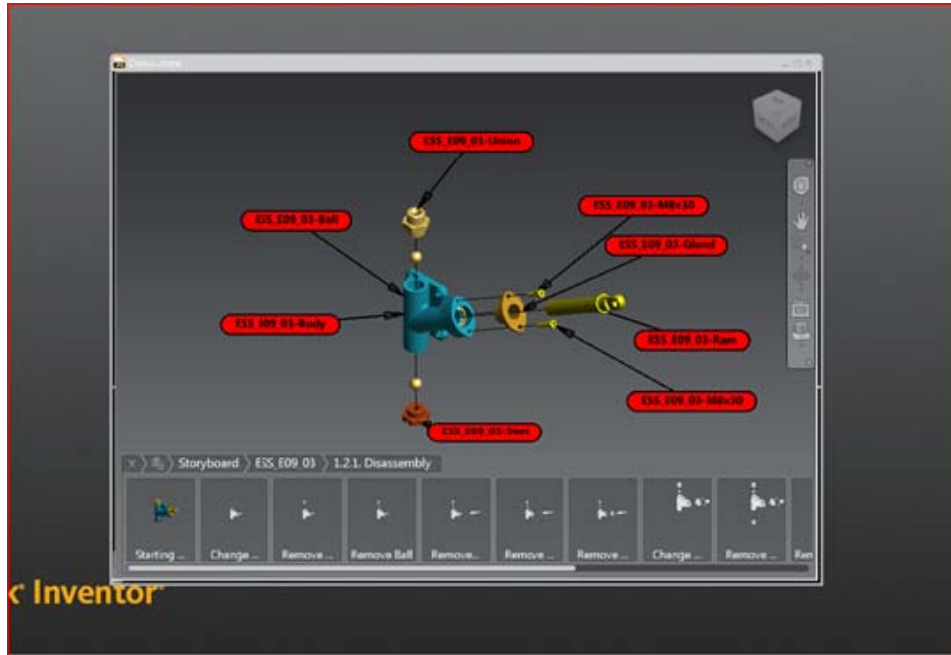 ESS_E09_03-Union
ESS_E09_03-Ball
ESS_E09_03-M8x30
ESS_E09_03-Gland
ESS_E09_03-Body
ESS_E09_03-Ram
ESS_E09_03-M8x30
Storyboard
ESS_E09_03
1.2.1. Disassembly
Starting ...
Change ...
Remove ...
Remove Ball
Remove ...
Remove ...
Remove ...
Change ...
Remove ...
Rem
k® Inventor®